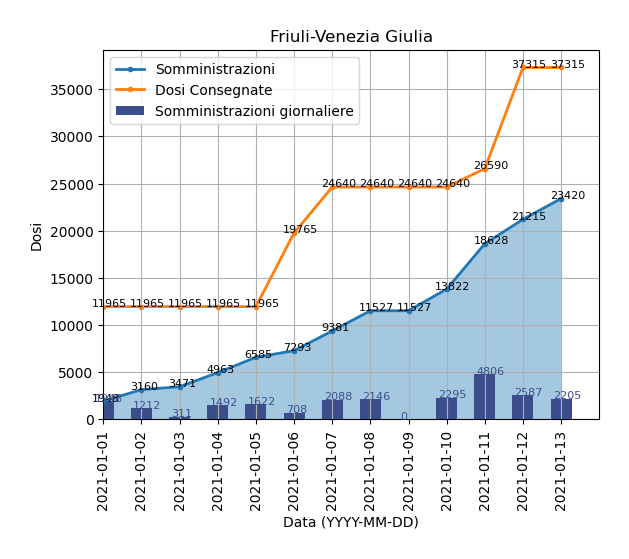 Friuli-Venezia Giulia
Somministrazioni
Dosi Consegnate
Somministrazioni giornaliere
Dosi
35000
30000
25000
20000
15000
10000
5000
0
11965 11965 11965 11965 11965 19765 24640 24640 24640 24640 26590 37315 37315
1948 3160 3471 4963 6585 7293 9381 11527 11527 13822 18628 21215 23420
1212 311 1492 1622 708 2088 2146 0 2295 4806 2587 2205
2021-01-01
2021-01-02
2021-01-03
2021-01-04
2021-01-05
2021-01-06
2021-01-07
2021-01-08
2021-01-09
2021-01-10
2021-01-11
2021-01-12
2021-01-13
Data (YYYY-MM-DD)